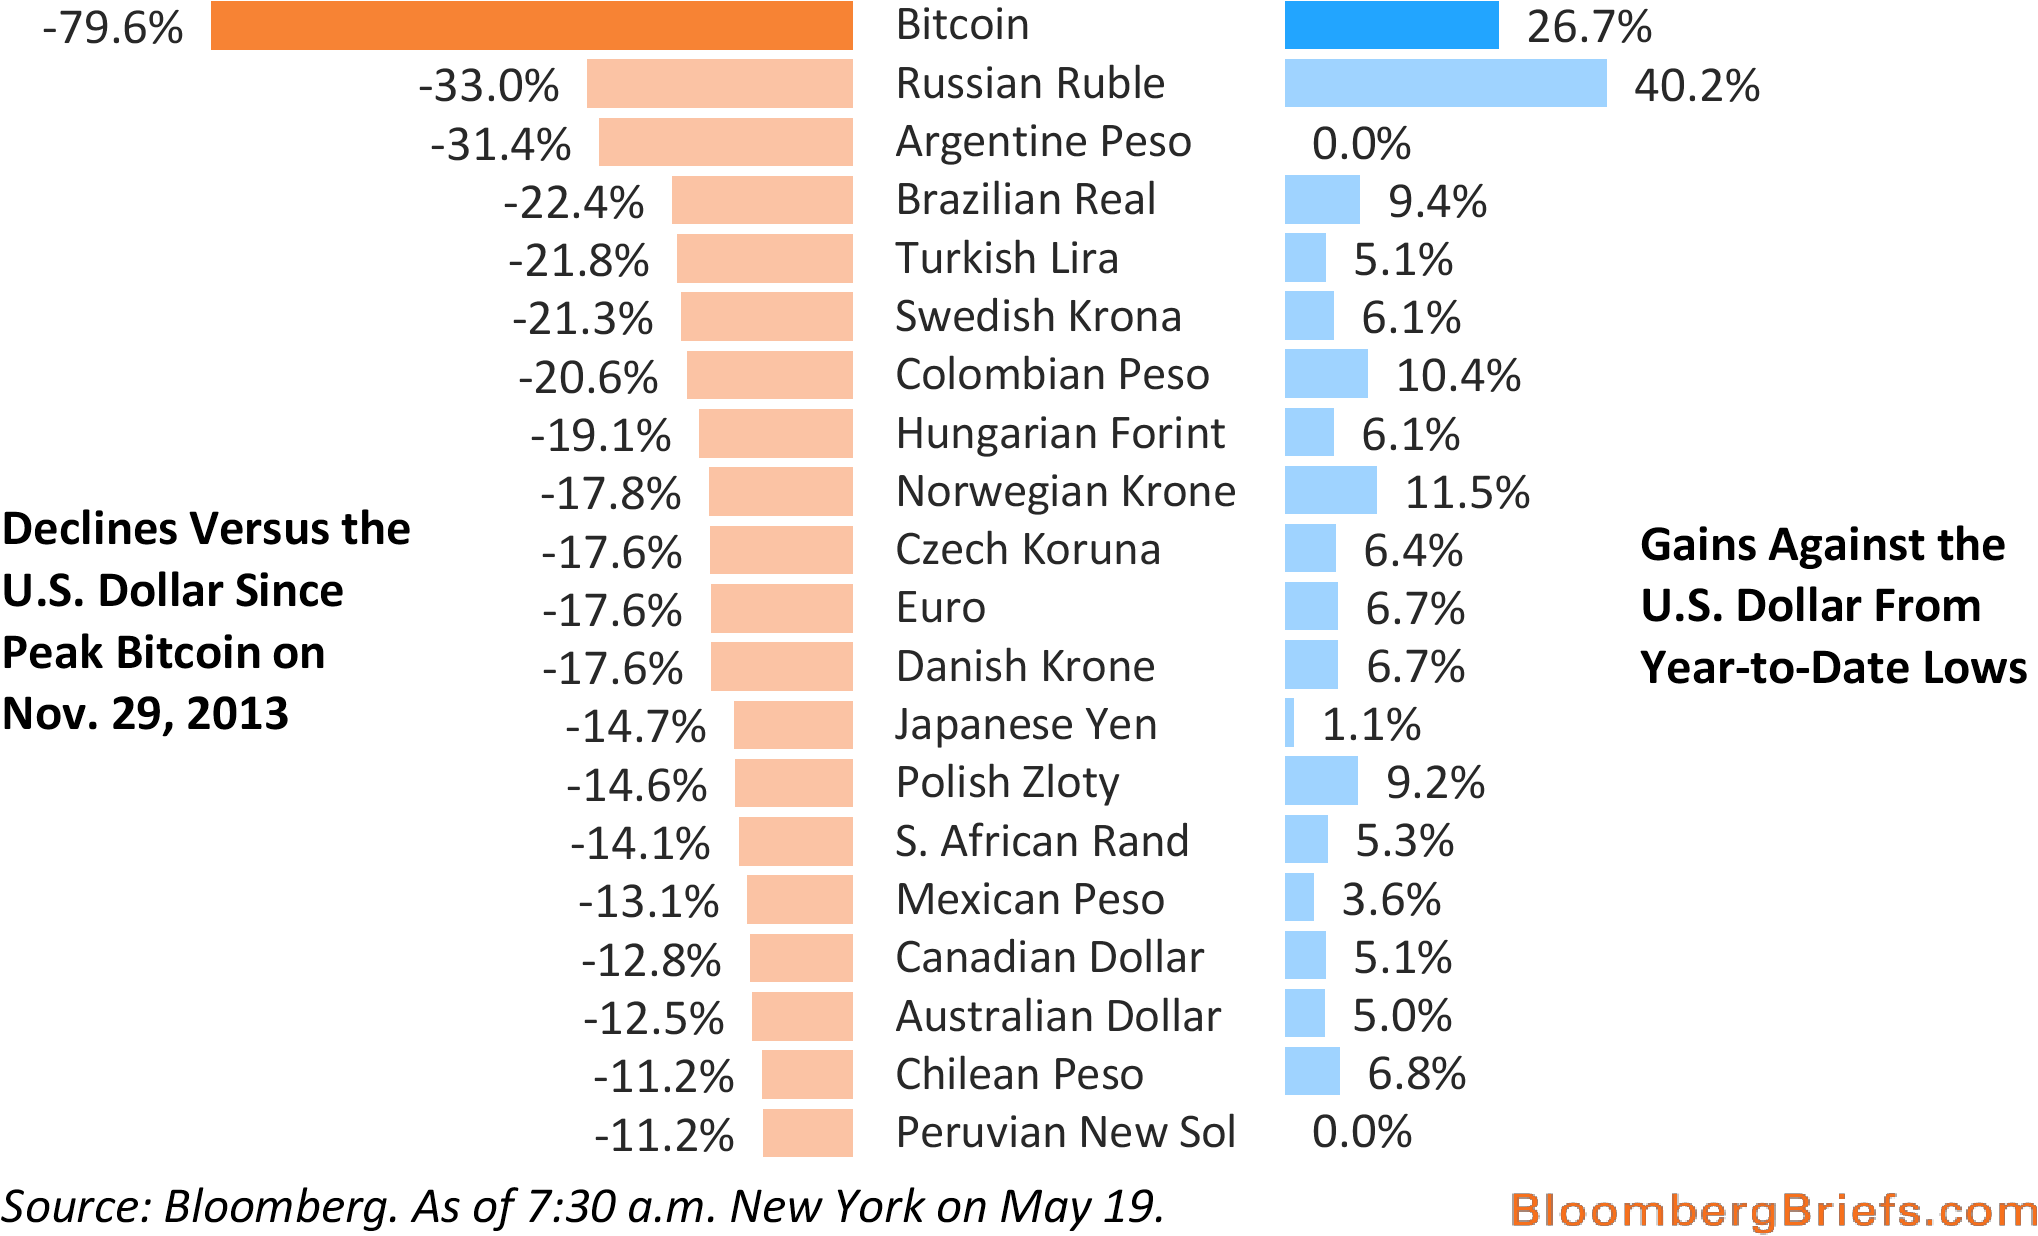 -79.6% Bitcoin 26.7%
-33.0% Russian Ruble 40.2%
-31.4% Argentine Peso 0.0%
-22.4% Brazilian Real 9.4%
-21.8% Turkish Lira 5.1%
-21.3% Swedish Krona 6.1%
-20.6% Colombian Peso 10.4%
-19.1% Hungarian Forint 6.1%
-17.8% Norwegian Krone 11.5%
-17.6% Czech Koruna 6.4%
-17.6% Euro 6.7%
-17.6% Danish Krone 6.7%
-14.7% Japanese Yen 1.1%
-14.6% Polish Zloty 9.2%
-14.1% S. African Rand 5.3%
-13.1% Mexican Peso 3.6%
-12.8% Canadian Dollar 5.1%
-12.5% Australian Dollar 5.0%
-11.2% Chilean Peso 6.8%
-11.2% Peruvian New Sol 0.0%
Declines Versus the
U.S. Dollar Since
Peak Bitcoin on
Nov. 29, 2013
Gains Against the
U.S. Dollar From
Year-to-Date Lows
Source: Bloomberg. As of 7:30 a.m. New York on May 19.
BloombergBriefs.com